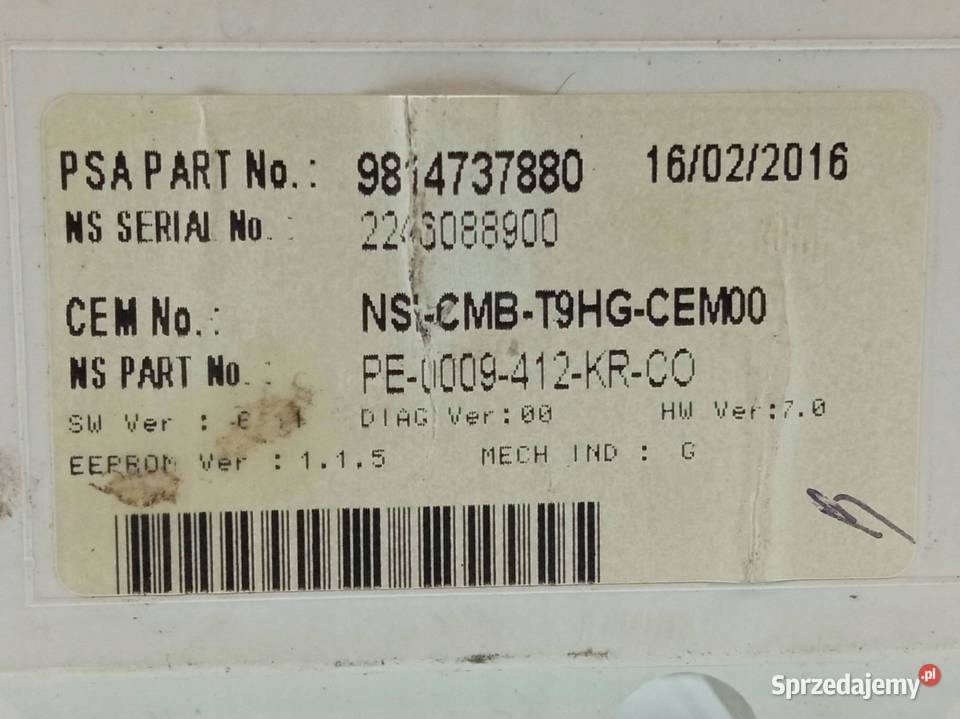 PSA PART No.: 9814737880 16/02/2016
NS SERIAL No. : 2246088900
CEM No.: NSI-CMB-T9HG-CEM00
NS PART No. : PE-0009-412-KR-CO
SW Ver : DIAG Ver:00 HW Ver:7.0
EEPROM Ver : 1.1.5 MECH IND : G
Sprzedajemy.pl